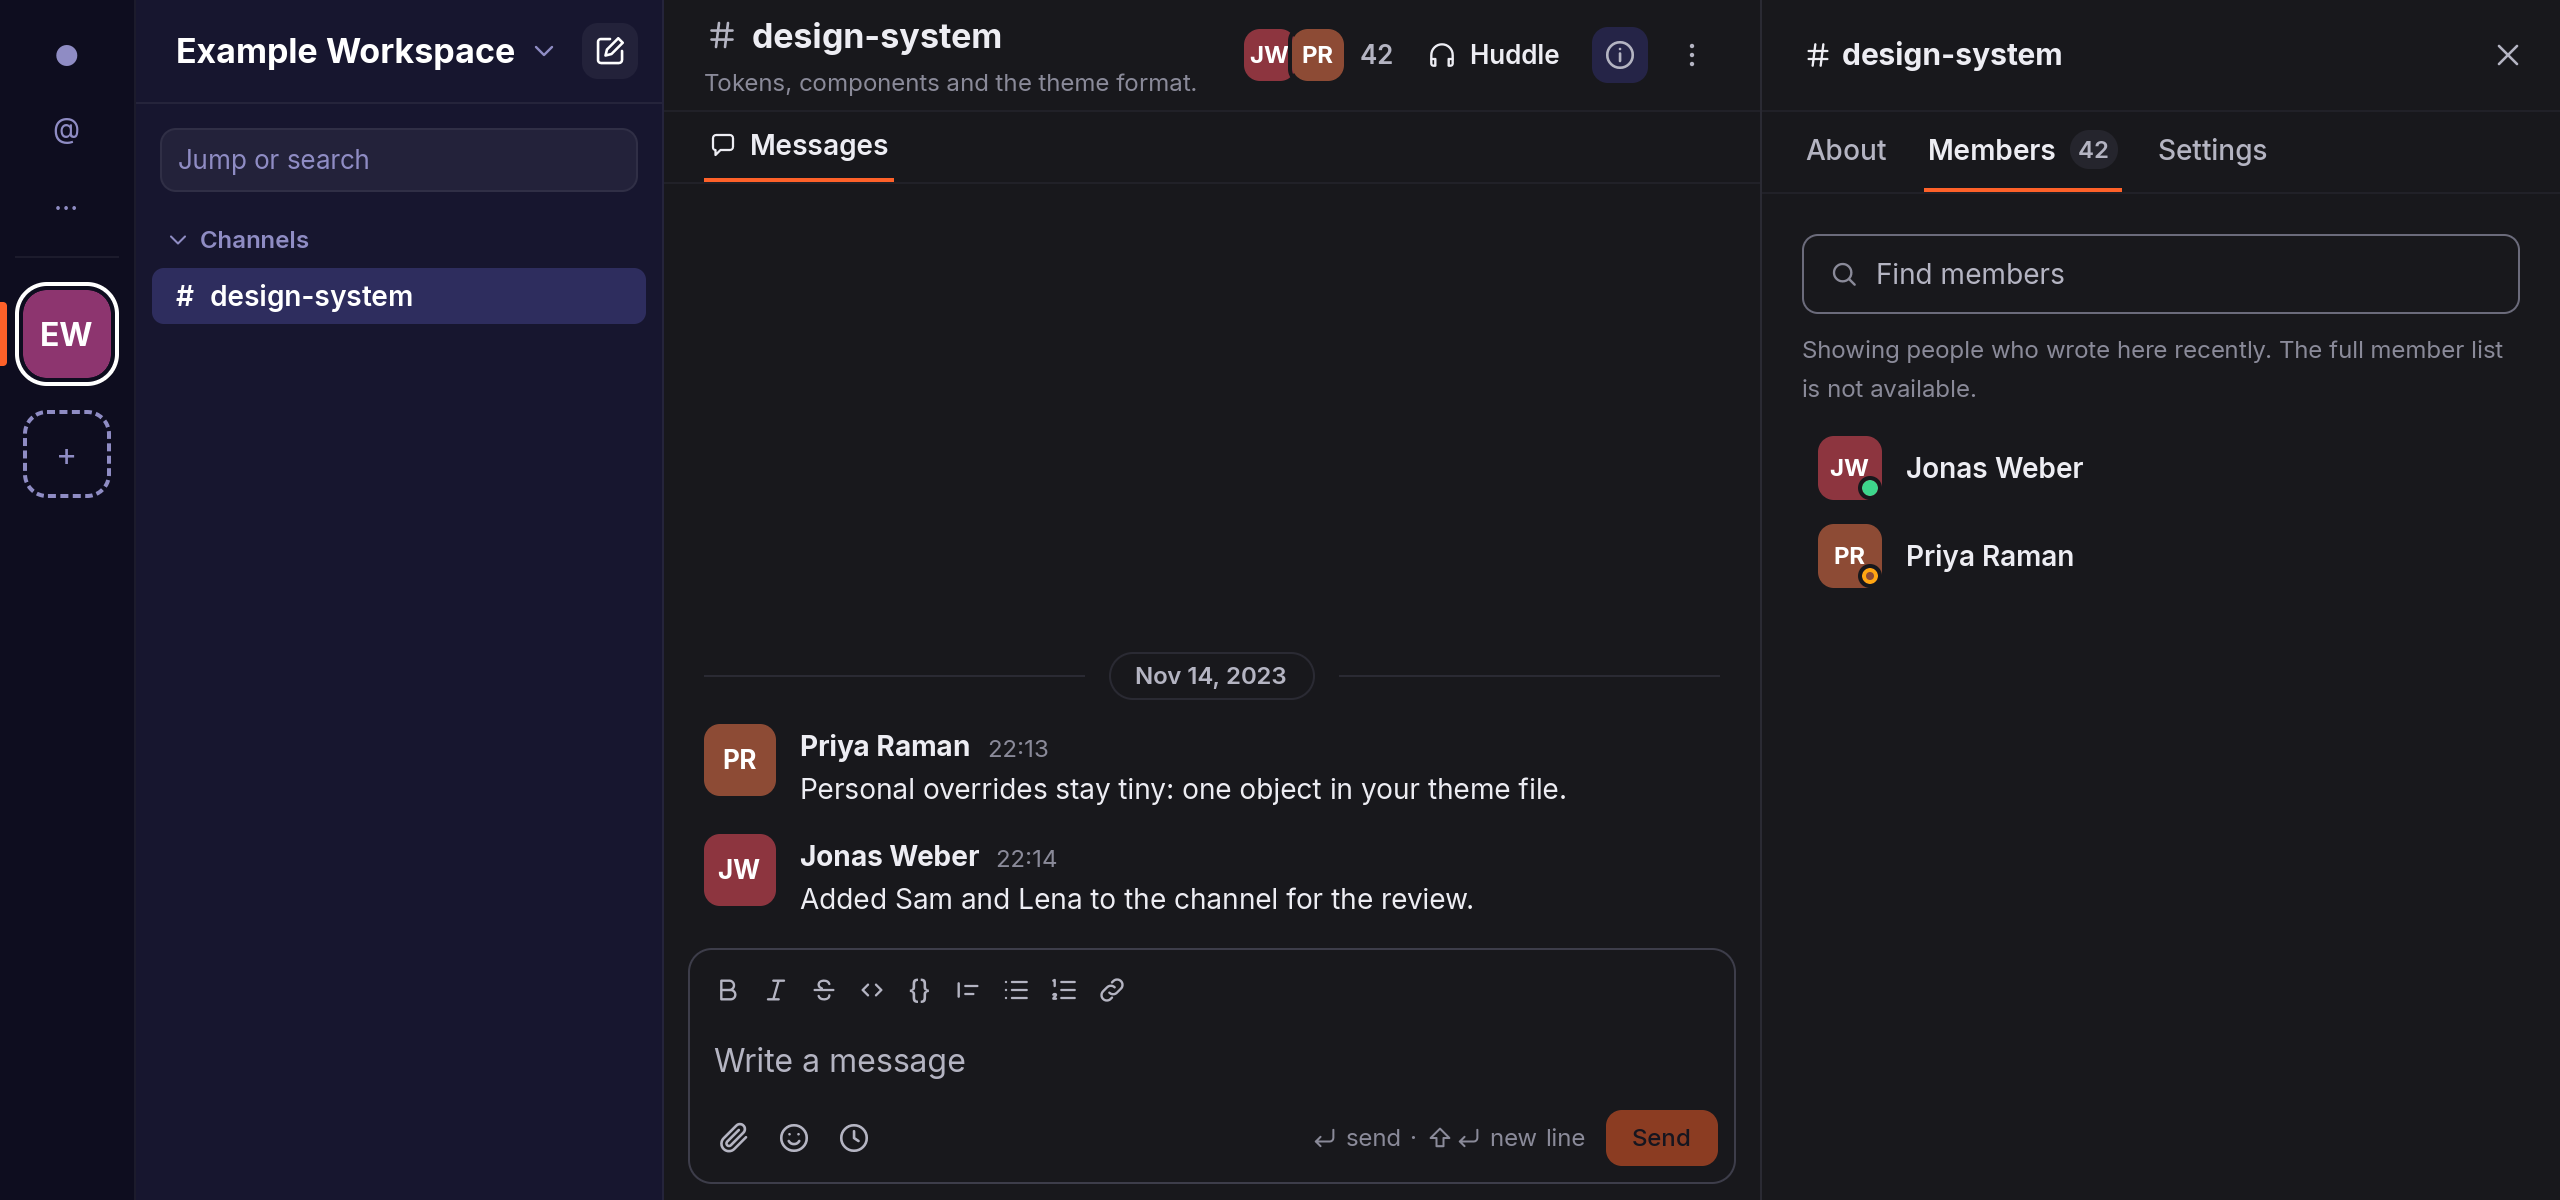 @
...
EW
+
Example Workspace
Jump or search
Channels
# design-system
# design-system
Tokens, components and the theme format.
JW PR 42 Huddle
Messages
Nov 14, 2023
PR Priya Raman 22:13
Personal overrides stay tiny: one object in your theme file.
JW Jonas Weber 22:14
Added Sam and Lena to the channel for the review.
Write a message
send · new line Send
# design-system
About Members 42 Settings
Find members
Showing people who wrote here recently. The full member list
is not available.
JW Jonas Weber
PR Priya Raman